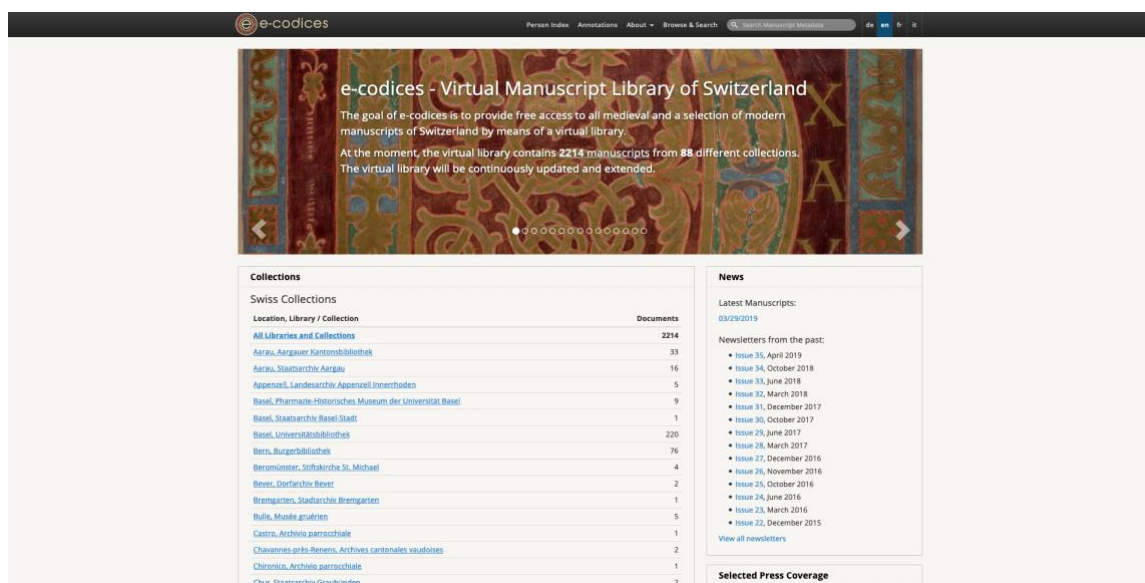 e-codices
Person Index Annotations About Browse & Search Search Manuscript Metadata de en fr it
e-codices - Virtual Manuscript Library of Switzerland
The goal of e-codices is to provide free access to all medieval and a selection of modern
manuscripts of Switzerland by means of a virtual library.
At the moment, the virtual library contains 2214 manuscripts from 88 different collections.
The virtual library will be continuously updated and extended.
X
A
Collections
Swiss Collections
Location, Library / Collection Documents
All Libraries and Collections 2214
Aarau, Aargauer Kantonsbibliothek 33
Aarau, Staatsarchiv Aargau 16
Appenzell, Landesarchiv Appenzell Innerrhoden 5
Basel, Pharmazie-Historisches Museum der Universität Basel 9
Basel, Staatsarchiv Basel-Stadt 1
Basel, Universitätsbibliothek 220
Bern, Burgerbibliothek 76
Beromünster, Stiftskirche St. Michael 4
Bever, Dorfarchiv Bever 2
Bremgarten, Stadtarchiv Bremgarten 1
Bulle, Musée gruérien 5
Castro, Archivio parrocchiale 1
Chavannes-près-Renens, Archives cantonales vaudoises 2
Chironico, Archivio parrocchiale 1
Chur, Staatsarchiv Graubünden 2
News
Latest Manuscripts:
03/29/2019
Newsletters from the past:
• Issue 35, April 2019
• Issue 34, October 2018
• Issue 33, June 2018
• Issue 32, March 2018
• Issue 31, December 2017
• Issue 30, October 2017
• Issue 29, June 2017
• Issue 28, March 2017
• Issue 27, December 2016
• Issue 26, November 2016
• Issue 25, October 2016
• Issue 24, June 2016
• Issue 23, March 2016
• Issue 22, December 2015
View all newsletters
Selected Press Coverage